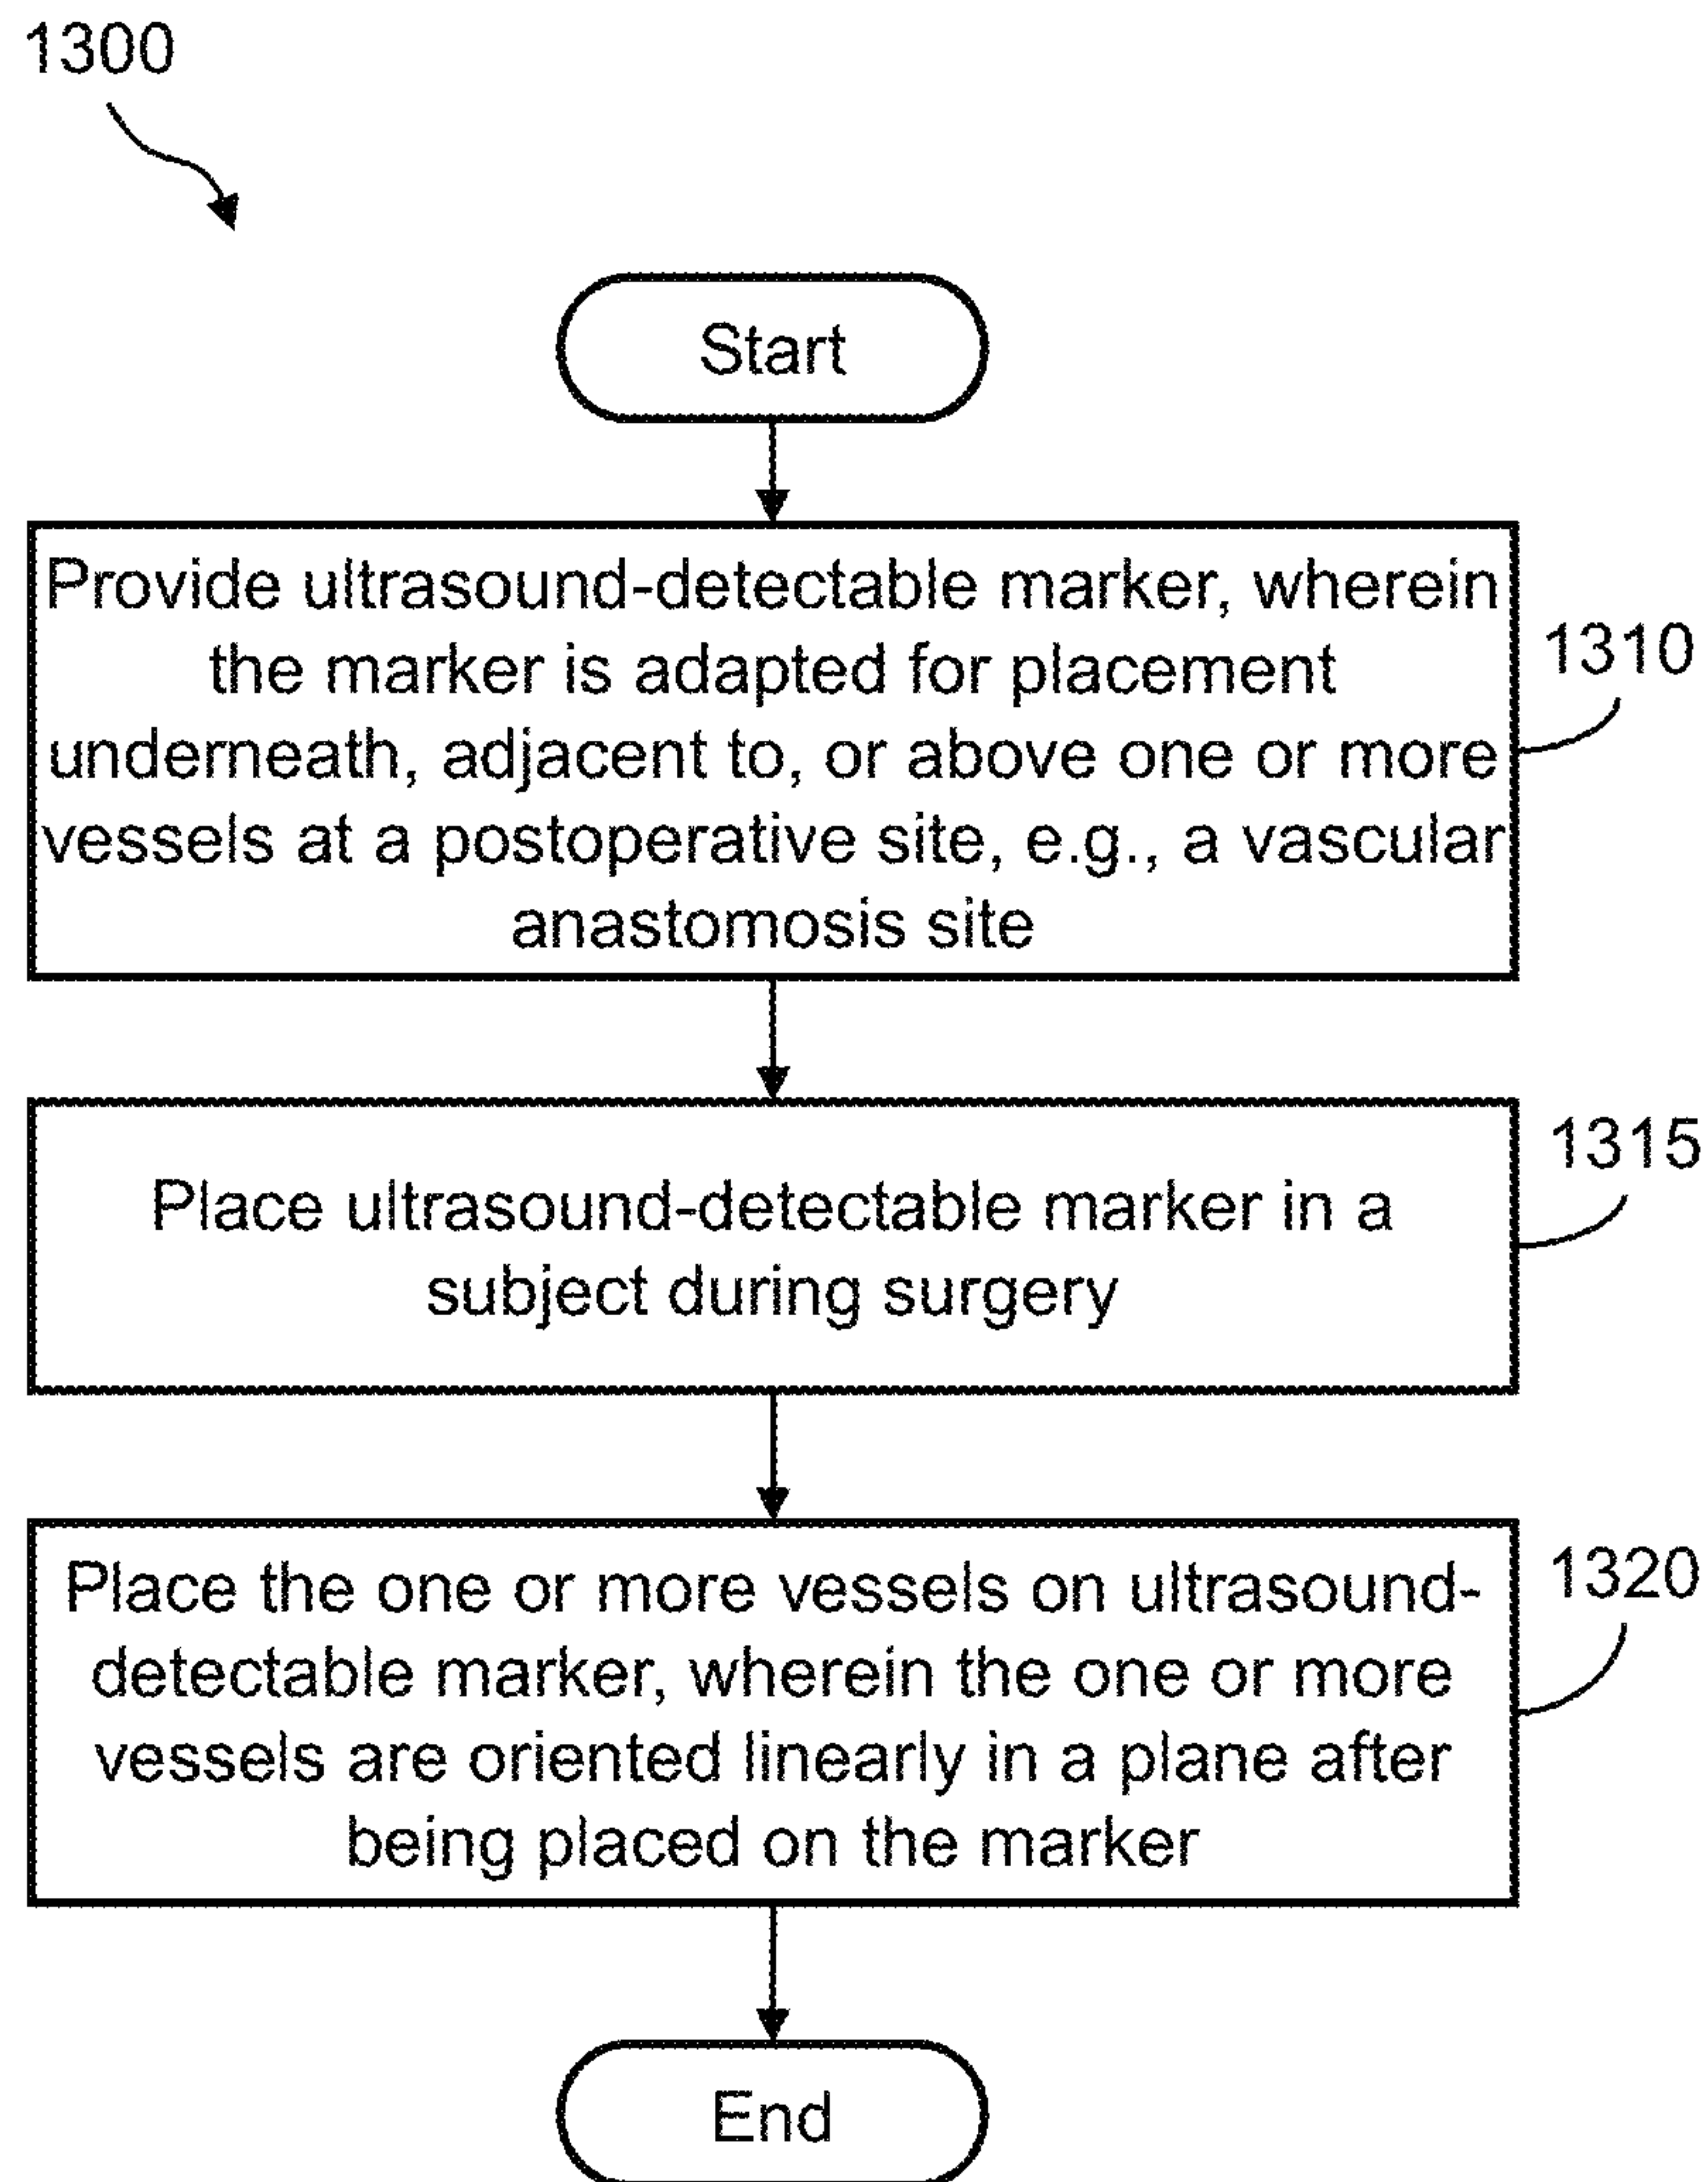 1300
Start
Provide ultrasound-detectable marker, wherein
the marker is adapted for placement
underneath, adjacent to, or above one or more
vessels at a postoperative site, e.g., a vascular
anastomosis site
1310
Place ultrasound-detectable marker in a
subject during surgery
1315
Place the one or more vessels on ultrasound-
detectable marker, wherein the one or more
vessels are oriented linearly in a plane after
being placed on the marker
1320
End